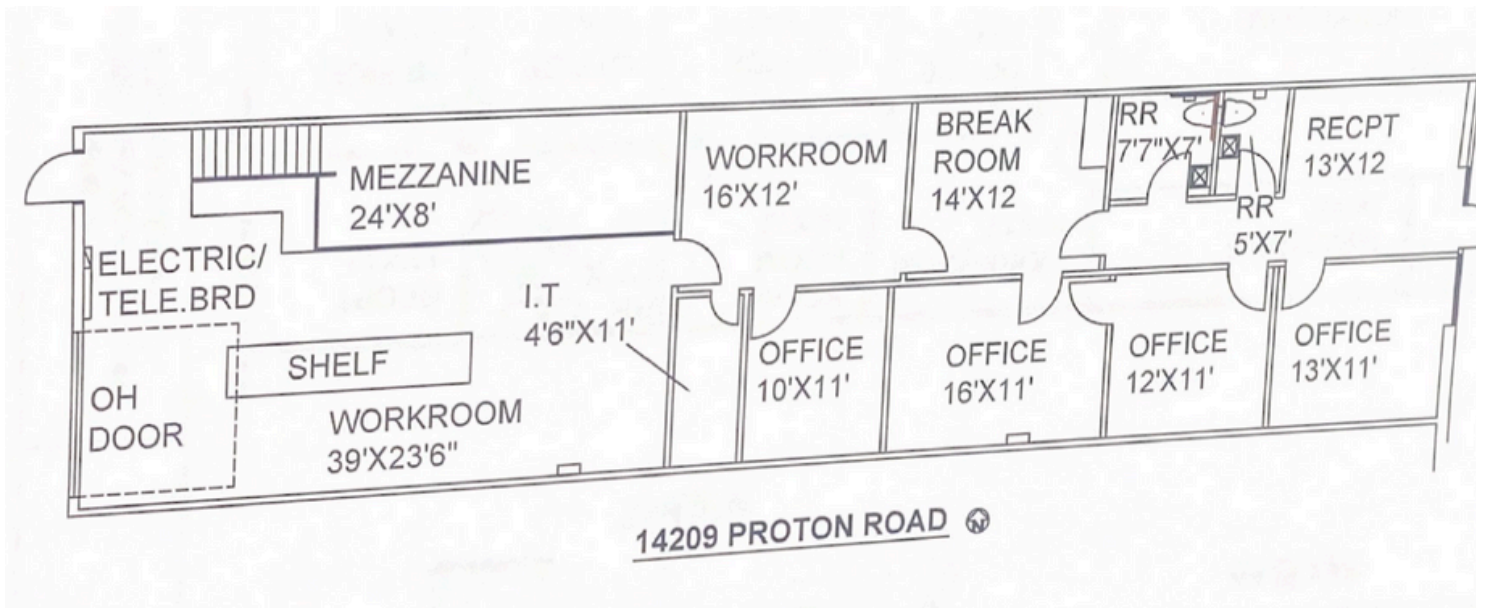 MEZZANINE
24'X8'
WORKROOM
16'X12'
BREAK
ROOM
14'X12
RR
7'7"X7'
RECPT
13'X12
RR
5'X7'
ELECTRIC/
TELE.BRD
I.T
4'6"X11'
SHELF
OH
DOOR
WORKROOM
39'X23'6"
OFFICE
10'X11'
OFFICE
16'X11'
OFFICE
12'X11'
OFFICE
13'X11'
14209 PROTON ROAD N